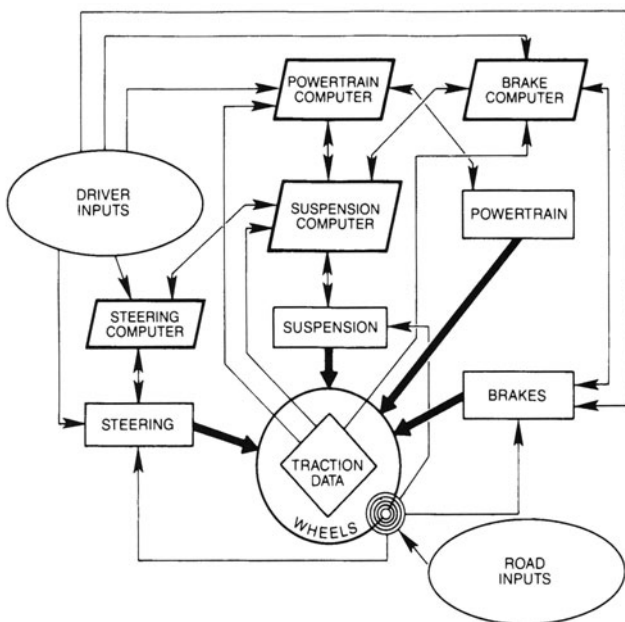 POWERTRAIN
COMPUTER
BRAKE
COMPUTER
DRIVER
INPUTS
SUSPENSION
COMPUTER
POWERTRAIN
STEERING
COMPUTER
SUSPENSION
STEERING
BRAKES
TRACTION
DATA
WHEELS
ROAD
INPUTS